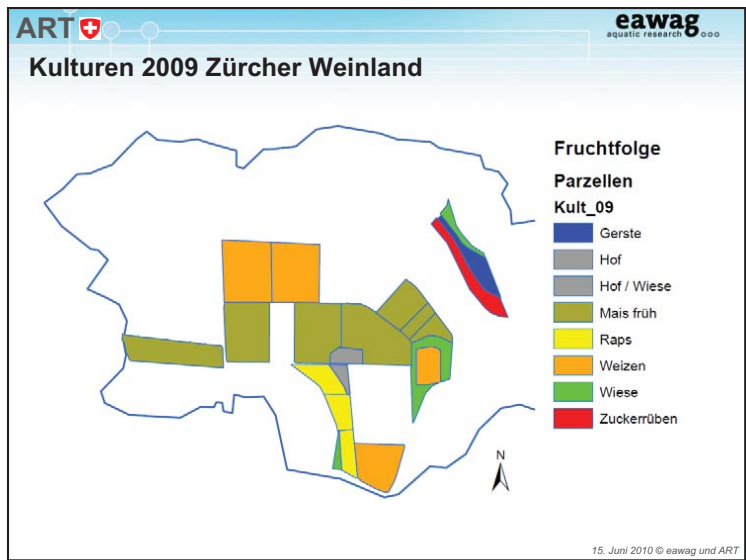 ART
eawag
aquatic research
Kulturen 2009 Zürcher Weinland
Fruchtfolge
Parzellen
Kult_09
Gerste
Hof
Hof / Wiese
Mais früh
Raps
Weizen
Wiese
Zuckerrüben
N
15. Juni 2010 © eawag und ART